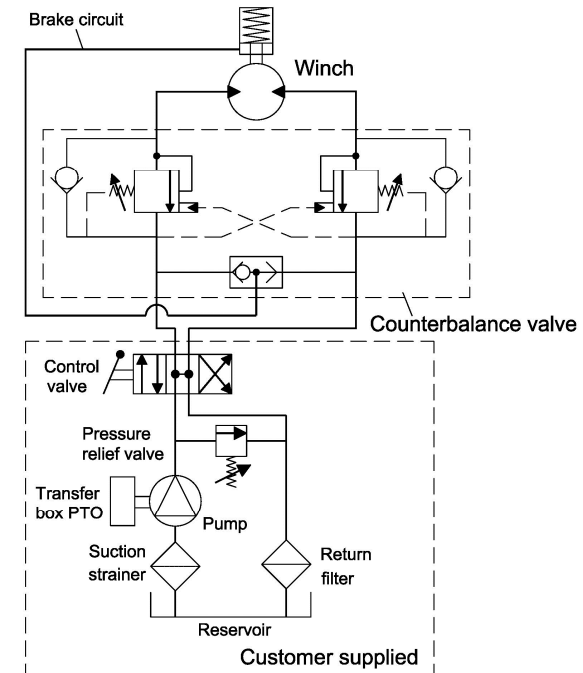 Brake circuit
Winch
Counterbalance valve
Control
valve
Pressure
relief valve
Transfer
box PTO
Pump
Suction
strainer
Return
filter
Reservoir
Customer supplied